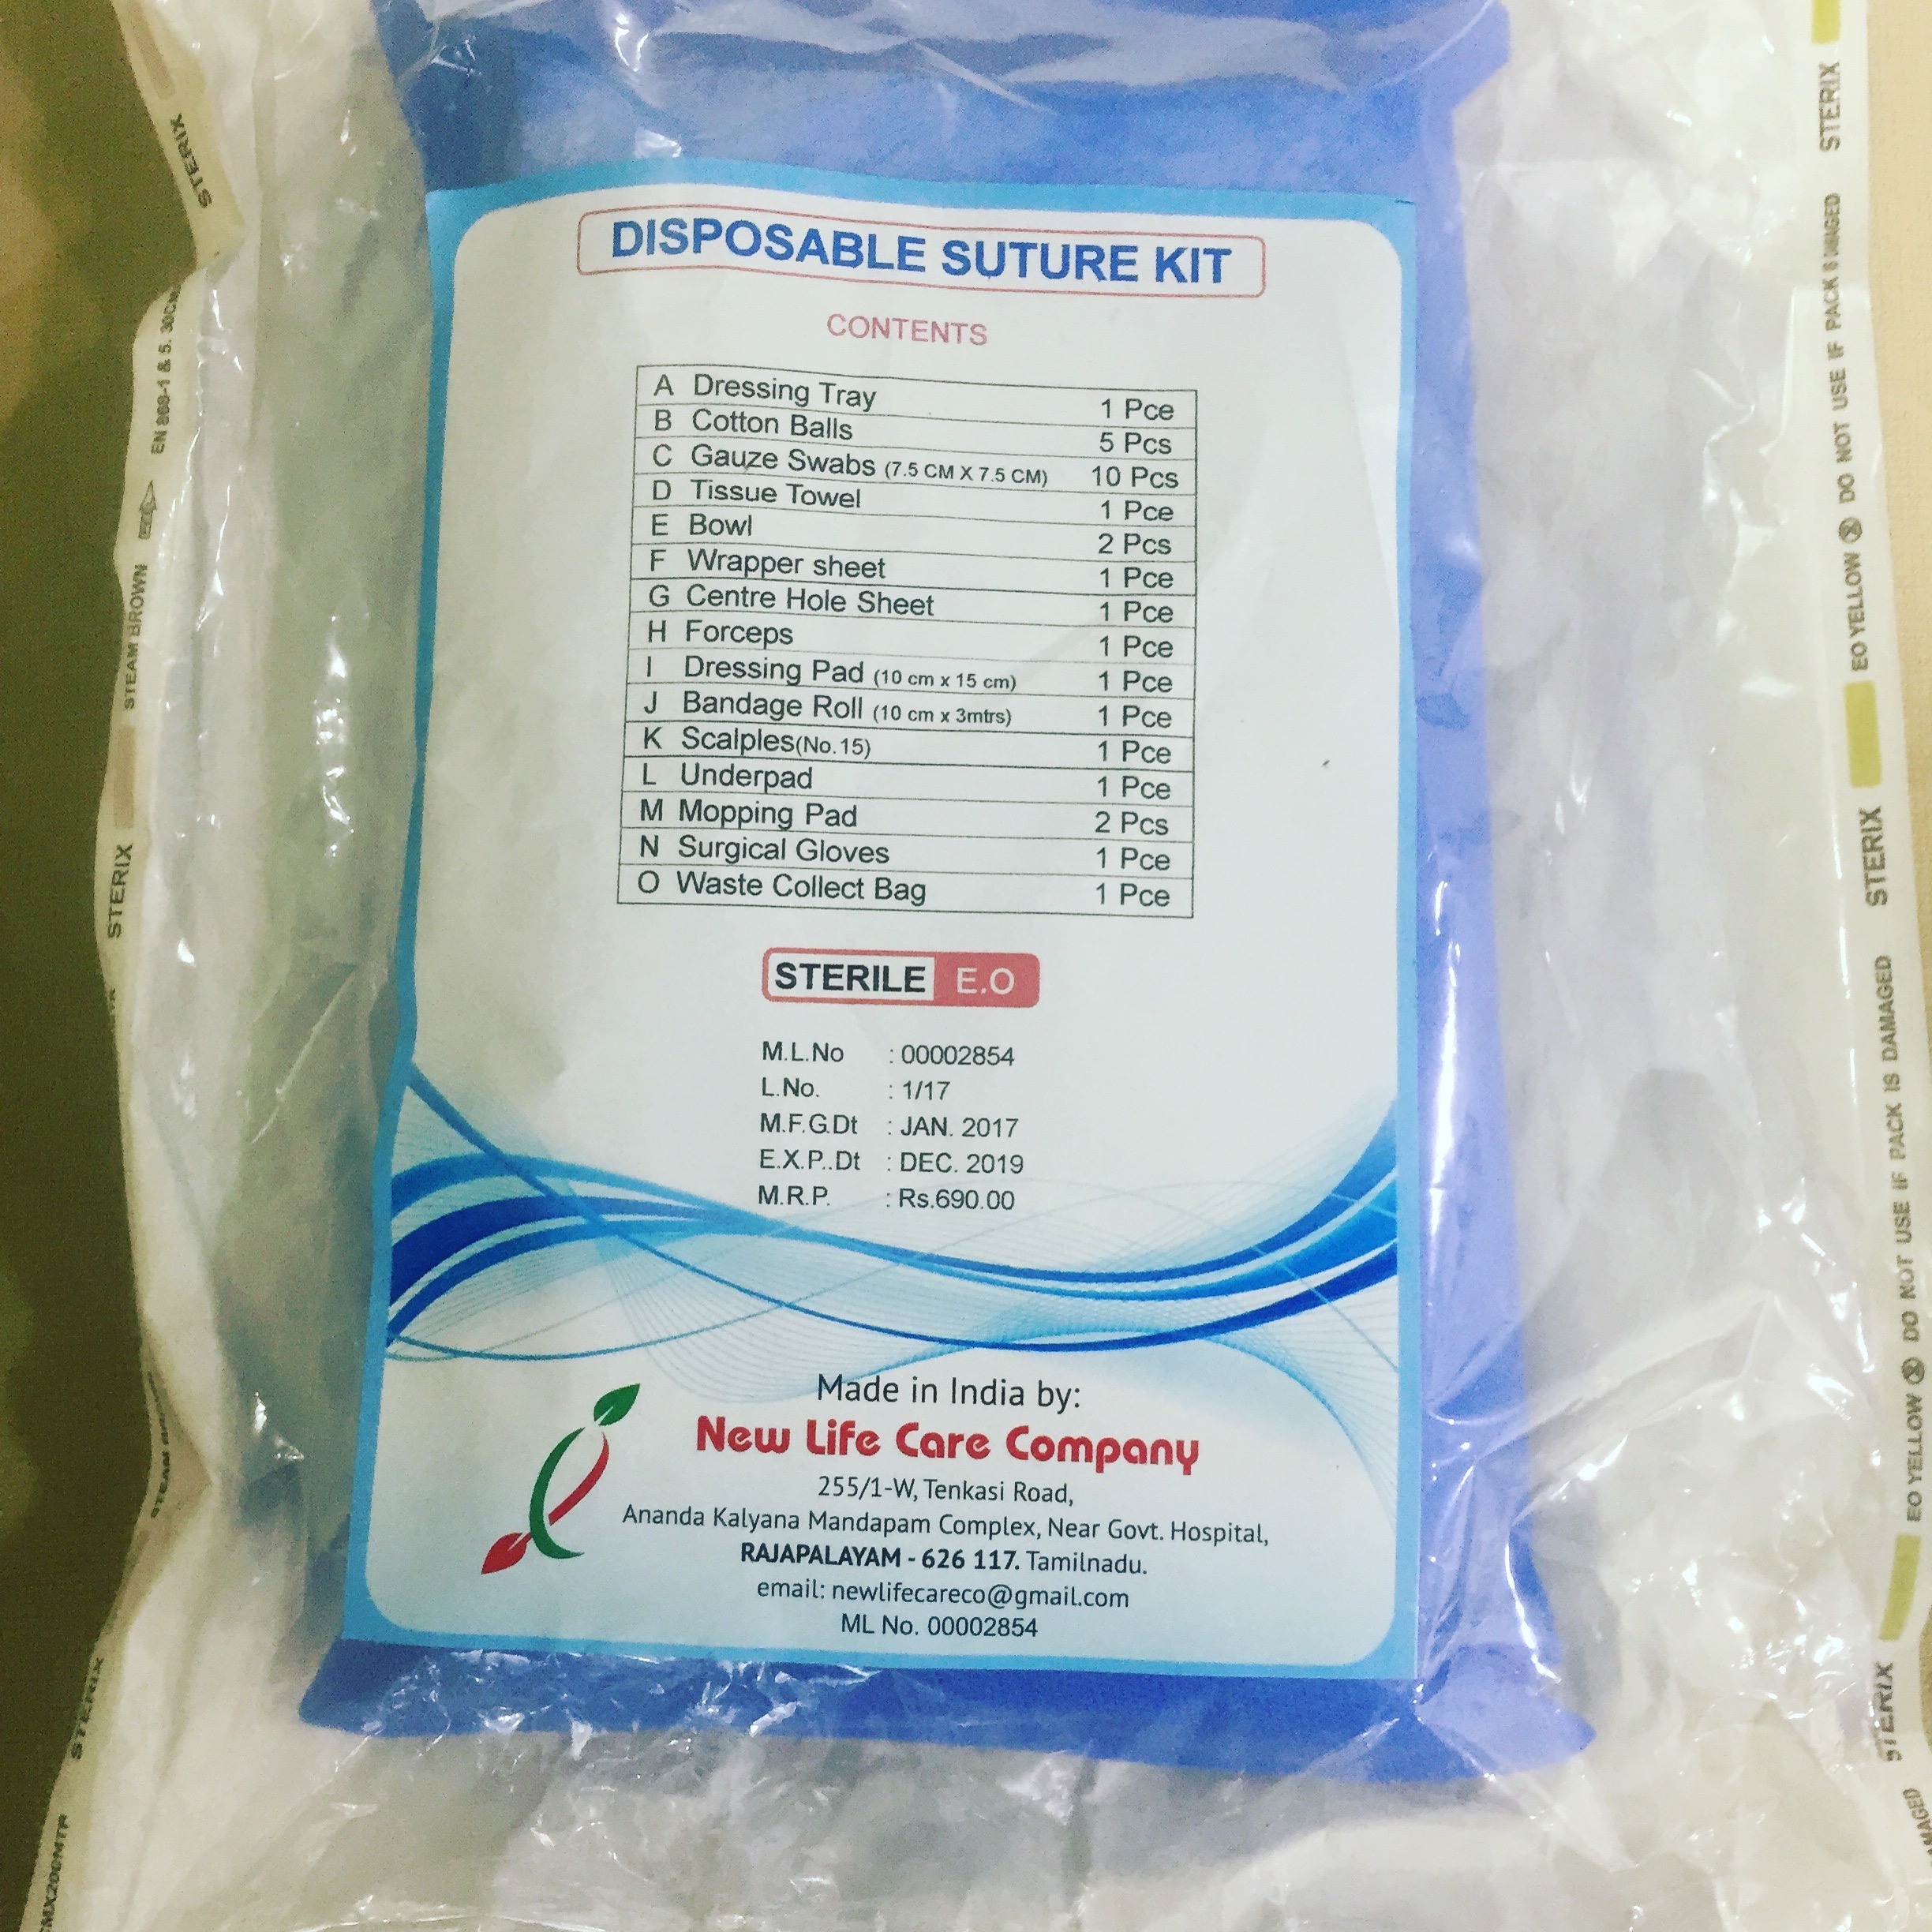 DISPOSABLE SUTURE KIT
CONTENTS
A Dressing Tray 1 Pce
B Cotton Balls 5 Pcs
C Gauze Swabs (7.5 CM X 7.5 CM) 10 Pcs
D Tissue Towel 1 Pce
E Bowl 2 Pcs
F Wrapper sheet 1 Pce
G Centre Hole Sheet 1 Pce
H Forceps 1 Pce
I Dressing Pad (10 cm x 15 cm) 1 Pce
J Bandage Roll (10 cm x 3mtrs) 1 Pce
K Scalples(No.15) 1 Pce
L Underpad 1 Pce
M Mopping Pad 2 Pcs
N Surgical Gloves 1 Pce
O Waste Collect Bag 1 Pce
STERILE E.O
M.L.No : 00002854
L.No. : 1/17
M.F.G.Dt : JAN. 2017
E.X.P..Dt : DEC. 2019
M.R.P. : Rs.690.00
Made in India by:
New Life Care Company
255/1-W, Tenkasi Road,
Ananda Kalyana Mandapam Complex, Near Govt. Hospital,
RAJAPALAYAM - 626 117. Tamilnadu.
email: newlifecareco@gmail.com
ML No. 00002854
STERIX
STEAM BROWN
EN 868-1 & 5.
STERIX
STERIX
STERIX
EO YELLOW DO NOT USE IF PACK IS DAMAGED
STERIX
EO YELLOW DO NOT USE IF PACK IS DAMAGED
STERIX